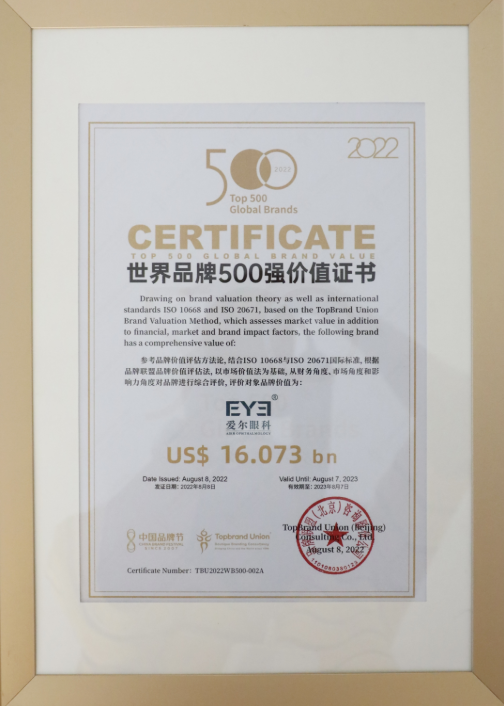 2022
500
2022
Top 500
Global Brands
CERTIFICATE
TOP 500 GLOBAL BRAND VALUE
世界品牌500强价值证书
Drawing on brand valuation theory as well as international
standards ISO 10668 and ISO 20671, based on the TopBrand Union
Brand Valuation Method, which assesses market value in addition
to financial, market and brand impact factors, the following brand
has a comprehensive value of:
参考品牌价值评估方法论,结合ISO 10668与ISO 20671国际标准,根据
品牌联盟品牌价值评估法,以市场价值法为基础,从财务角度、市场角度和影
响力角度对品牌进行综合评价,评价对象品牌价值为:
EYE®
爱尔眼科
US$ 16.073 bn
Date Issued: August 8, 2022
发证日期: 2022年8月8日
Valid Until: August 7, 2023
有效期至: 2023年8月7日
中国品牌节
Topbrand Union
TopBrand Union (Beijing)
Consulting Co., Ltd.
August 8, 2022
Certificate Number: TBU2022WB500-002A